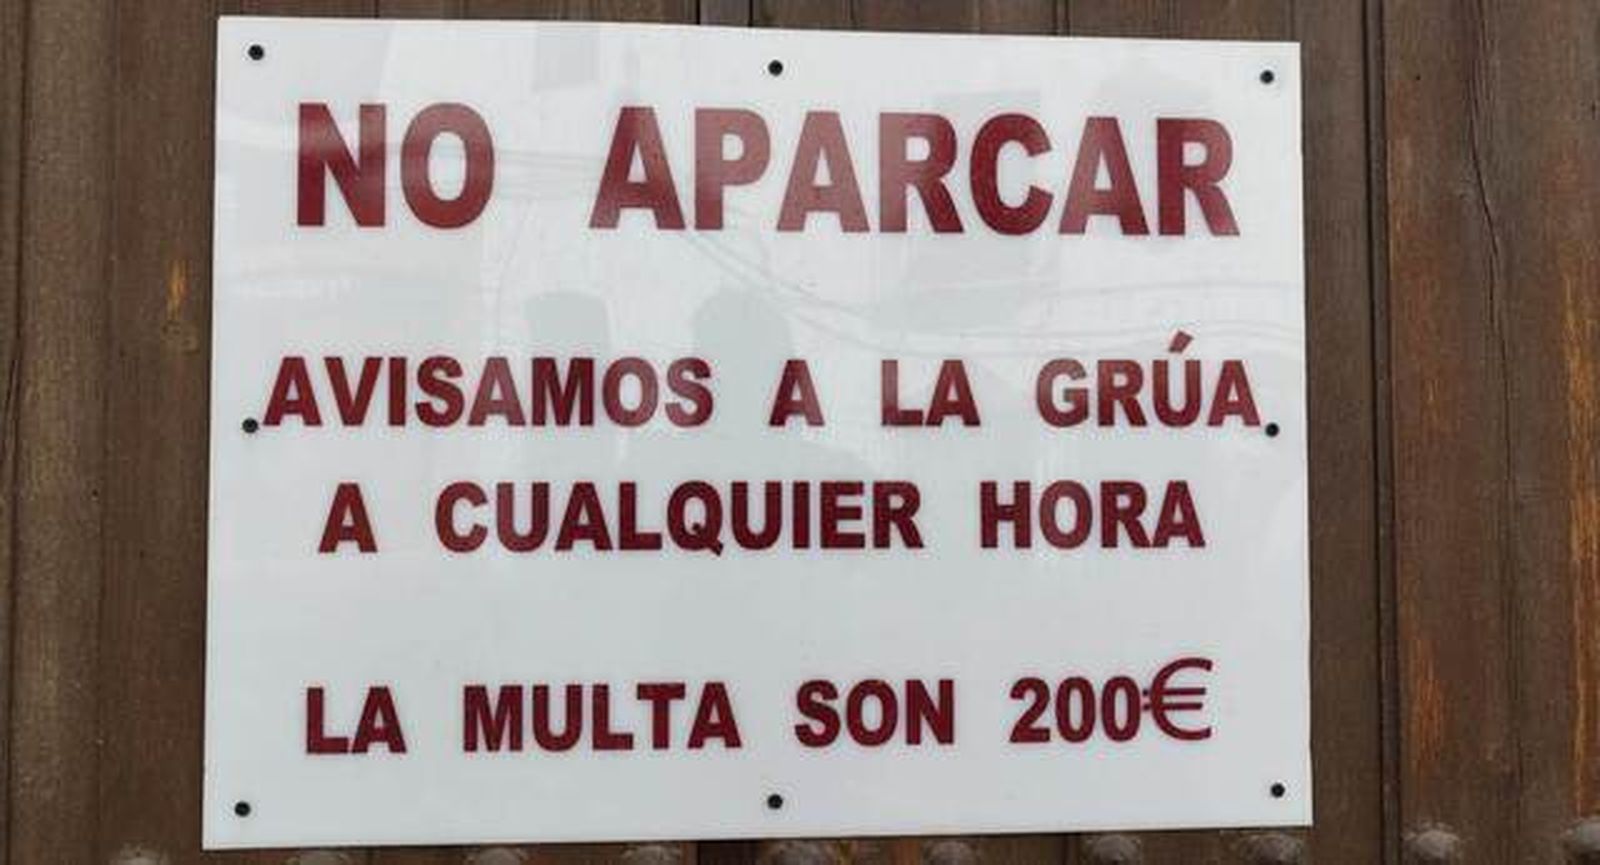 NO APARCAR
AVISAMOS A LA GRÚA
A CUALQUIER HORA
LA MULTA SON 200€